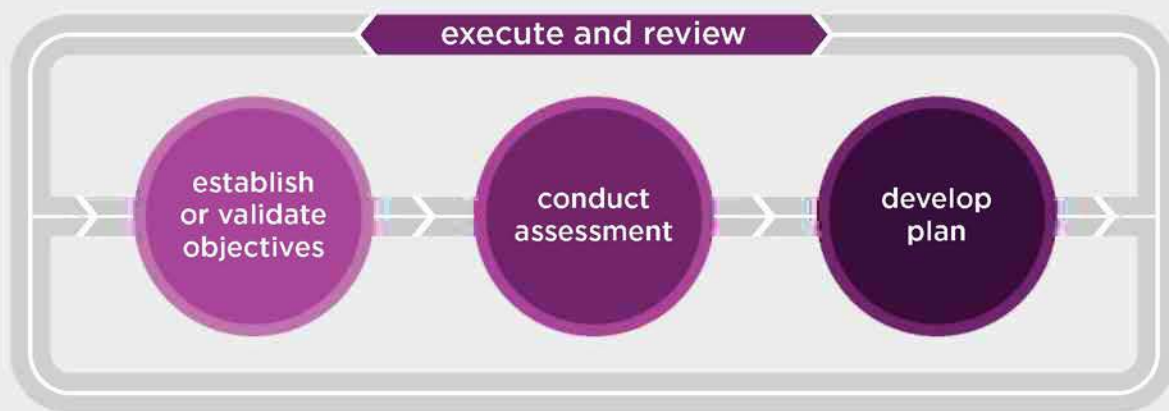 execute and review
establish
or validate
objectives
conduct
assessment
develop
plan